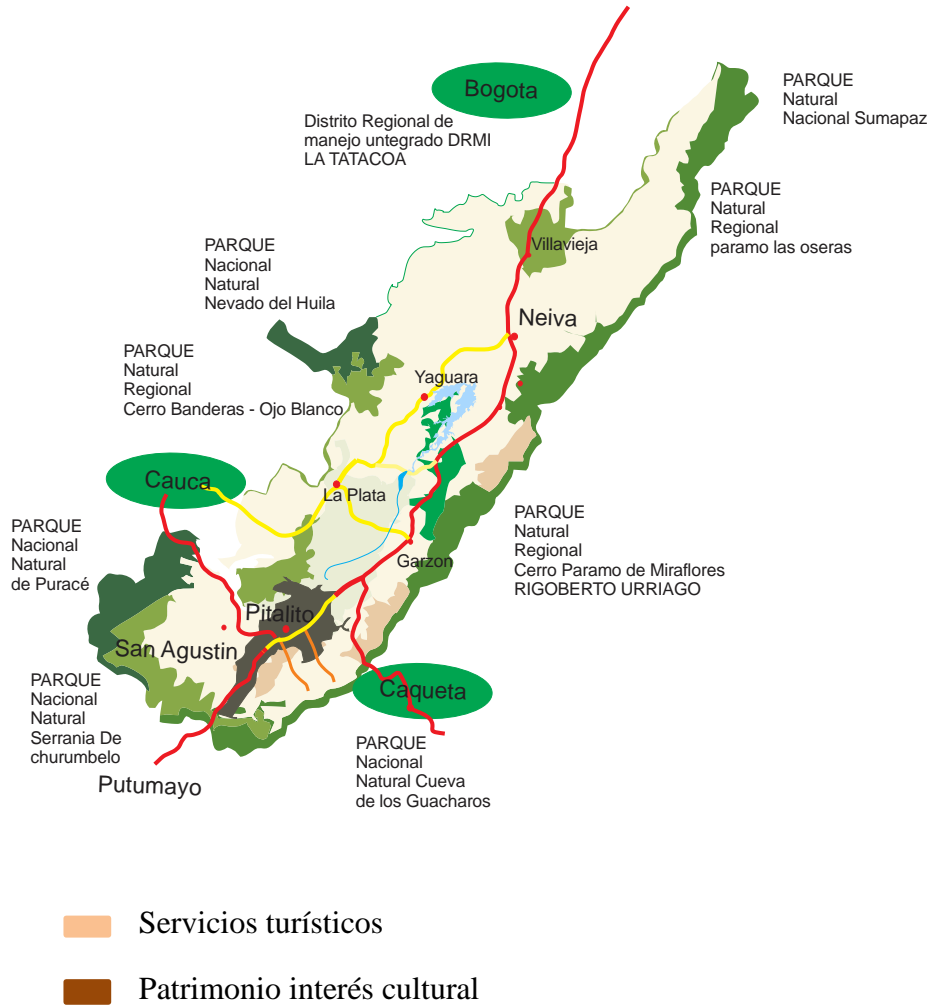 Bogota
PARQUE
Natural
Nacional Sumapaz
Distrito Regional de
manejo untegrado DRMI
LA TATACOA
PARQUE
Natural
Regional
paramo las oseras
Villavieja
PARQUE
Nacional
Natural
Nevado del Huila
Neiva
PARQUE
Natural
Regional
Cerro Banderas - Ojo Blanco
Yaguara
Cauca
La Plata
PARQUE
Natural
Regional
Cerro Paramo de Miraflores
RIGOBERTO URRIAGO
PARQUE
Nacional
Natural
de Puracé
Garzon
Pitalito
San Agustin
PARQUE
Nacional
Natural
Serrania De
churumbelo
Caqueta
PARQUE
Nacional
Natural Cueva
de los Guacharos
Putumayo
Servicios turísticos
Patrimonio interés cultural